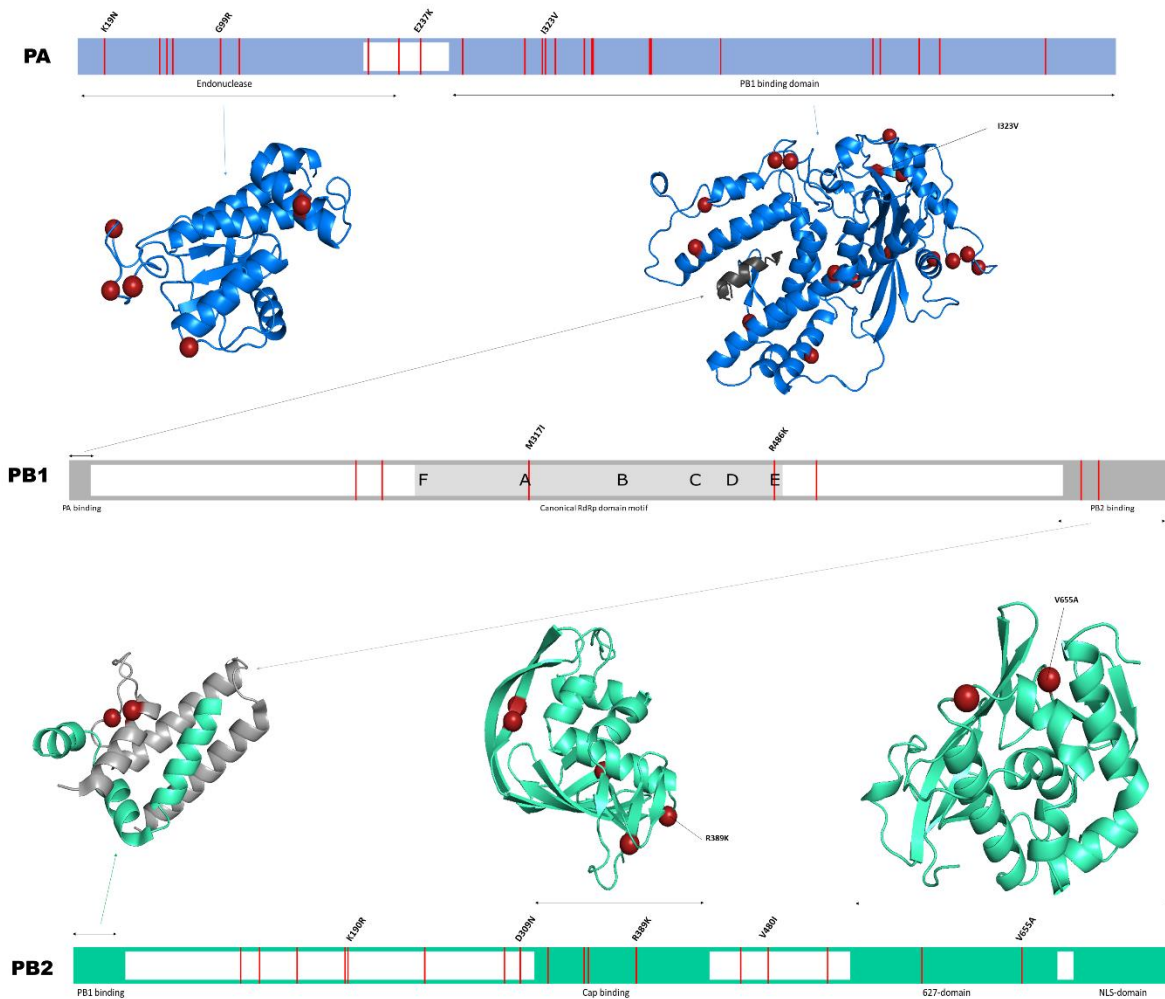 K19N G99R E237K I323V
PA
Endonuclease PB1 binding domain
I323V
M317I R486K
PB1 F A B C D E
PA binding Canonical RdRp domain motif PB2 binding
V655A
R389K
K190R D309N R389K V480I V655A
PB2
PB1 binding Cap binding 627-domain NLS-domain